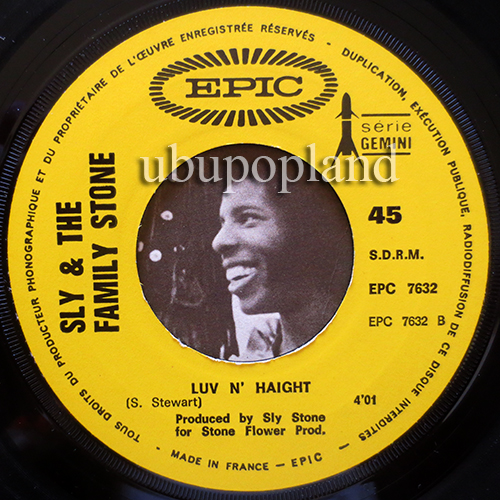 TOUS DROITS DU PRODUCTEUR PHONOGRAPHIQUE ET DU PROPRIÉTAIRE DE L'ŒUVRE ENREGISTRÉE RÉSERVÉS - DUPLICATION, EXÉCUTION PUBLIQUE, RADIODIFFUSION DE CE DISQUE INTERDITES
EPIC
série
GEMINI
ubupopland
SLY & THE
FAMILY STONE
45
S.D.R.M.
EPC 7632
EPC 7632 B
LUV N' HAIGHT
(S. Stewart) 4'01
Produced by Sly Stone
for Stone Flower Prod.
MADE IN FRANCE - EPIC -